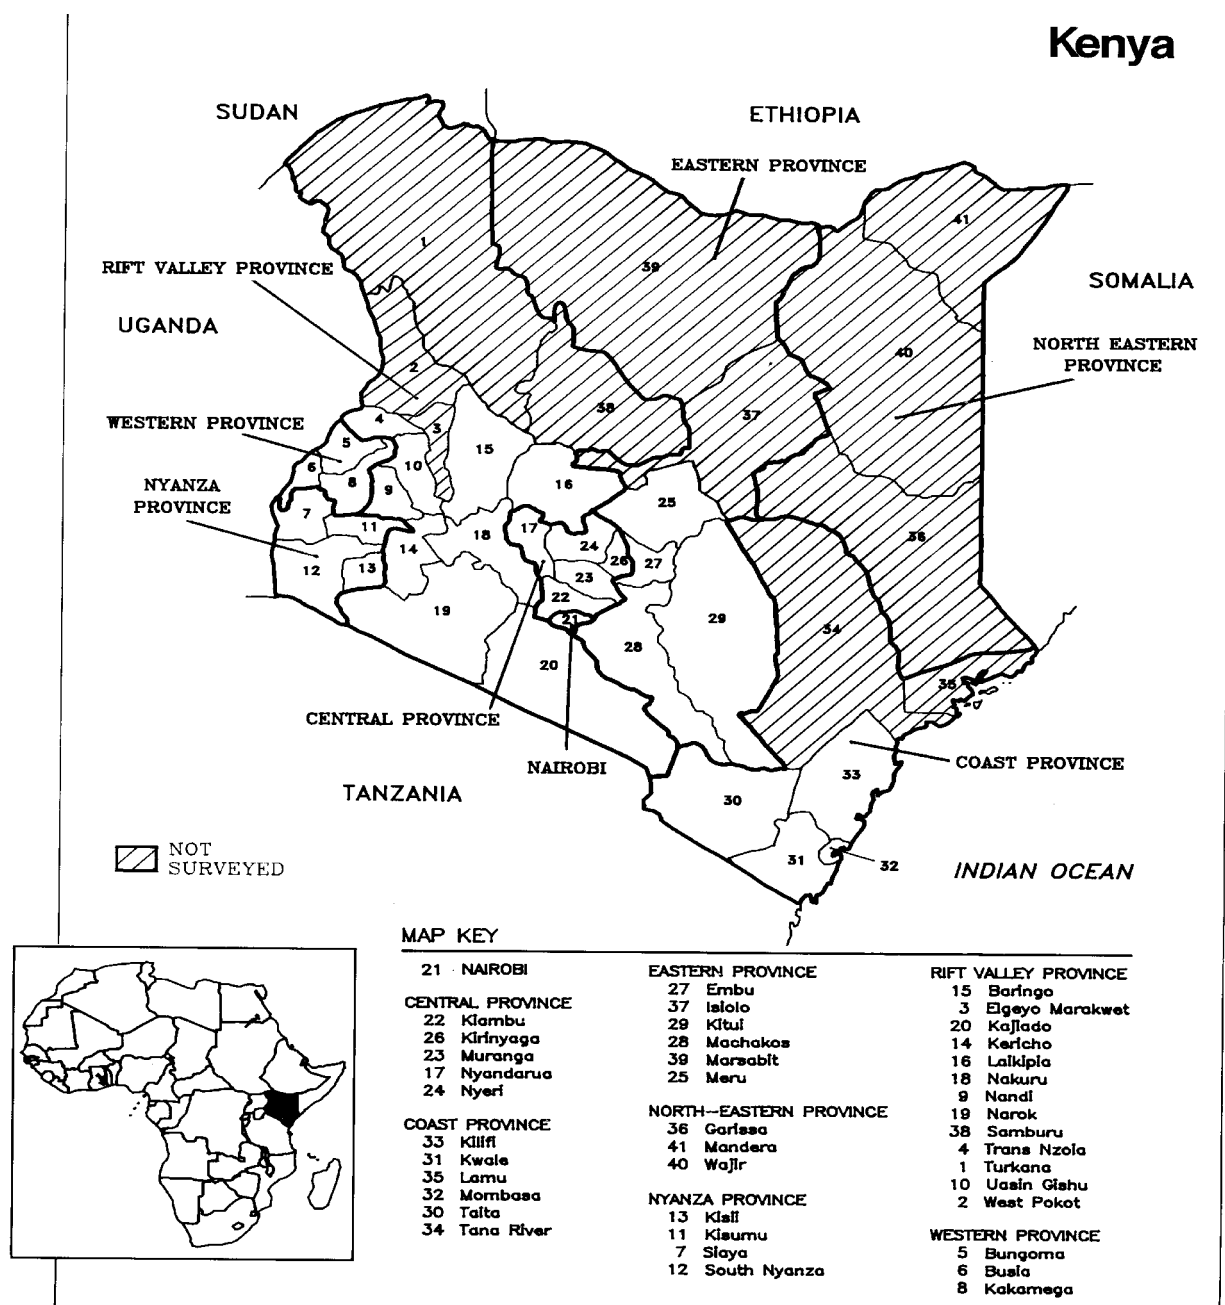 Kenya
SUDAN
ETHIOPIA
EASTERN PROVINCE
41
1
39
RIFT VALLEY PROVINCE
SOMALIA
UGANDA
NORTH EASTERN
PROVINCE
40
2
38
37
WESTERN PROVINCE
4
3
5
15
10
6
8
9
16
NYANZA
PROVINCE
25
7
11
17
18
24
14
26
27
36
12
13
23
22
19
21
29
28
34
20
35
CENTRAL PROVINCE
NAIROBI
COAST PROVINCE
33
TANZANIA
30
31
32
NOT
SURVEYED
INDIAN OCEAN
MAP KEY
21 NAIROBI
CENTRAL PROVINCE
22 Kiambu
26 Kirinyaga
23 Muranga
17 Nyandarua
24 Nyeri
COAST PROVINCE
33 Kilifi
31 Kwale
35 Lamu
32 Mombasa
30 Taita
34 Tana River
EASTERN PROVINCE
27 Embu
37 Isiolo
29 Kitui
28 Machakos
39 Marsabit
25 Meru
NORTH-EASTERN PROVINCE
36 Garissa
41 Mandera
40 Wajir
NYANZA PROVINCE
13 Kisii
11 Kisumu
7 Siaya
12 South Nyanza
RIFT VALLEY PROVINCE
15 Baringo
3 Elgeyo Marakwet
20 Kajiado
14 Kericho
16 Laikipia
18 Nakuru
9 Nandi
19 Narok
38 Samburu
4 Trans Nzoia
1 Turkana
10 Uasin Gishu
2 West Pokot
WESTERN PROVINCE
5 Bungoma
6 Busia
8 Kakamega